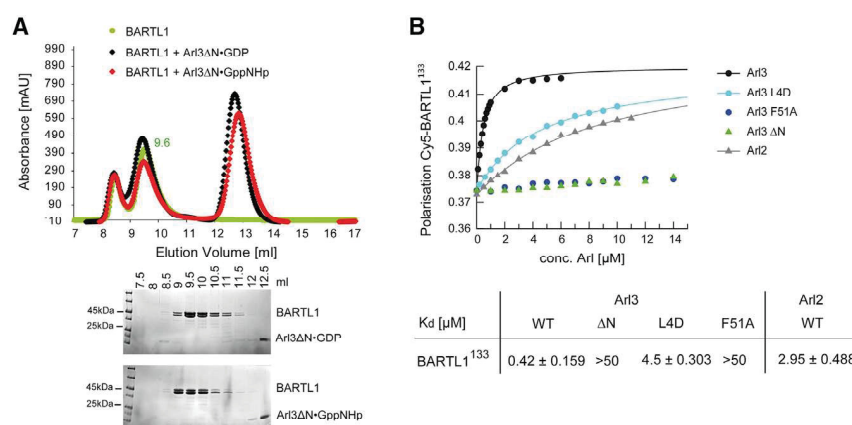 A
BARTL1
BARTL1 + Arl3ΔN•GDP
BARTL1 + Arl3ΔN•GppNHp
Absorbance [mAU]
990
890
790
690
590
490
390
290
190
90
-10
9.6
7 8 9 10 11 12 13 14 15 16 17
Elution Volume [ml]
7.5 8 8.5 9 9.5 10 10.5 11 11.5 12 12.5 ml
45kDa
25kDa
BARTL1
Arl3ΔN•GDP
45kDa
25kDa
BARTL1
Arl3ΔN•GppNHp
B
Polarisation Cy5-BARTL1¹³³
0.42
0.41
0.40
0.39
0.38
0.37
0.36
0 2 4 6 8 10 12 14
conc. Arl [µM]
Arl3
Arl3 L4D
Arl3 F51A
Arl3 ΔN
Arl2
Arl3 Arl2
Kd [µM] WT ΔN L4D F51A WT
BARTL1¹³³ 0.42 ± 0.159 >50 4.5 ± 0.303 >50 2.95 ± 0.488